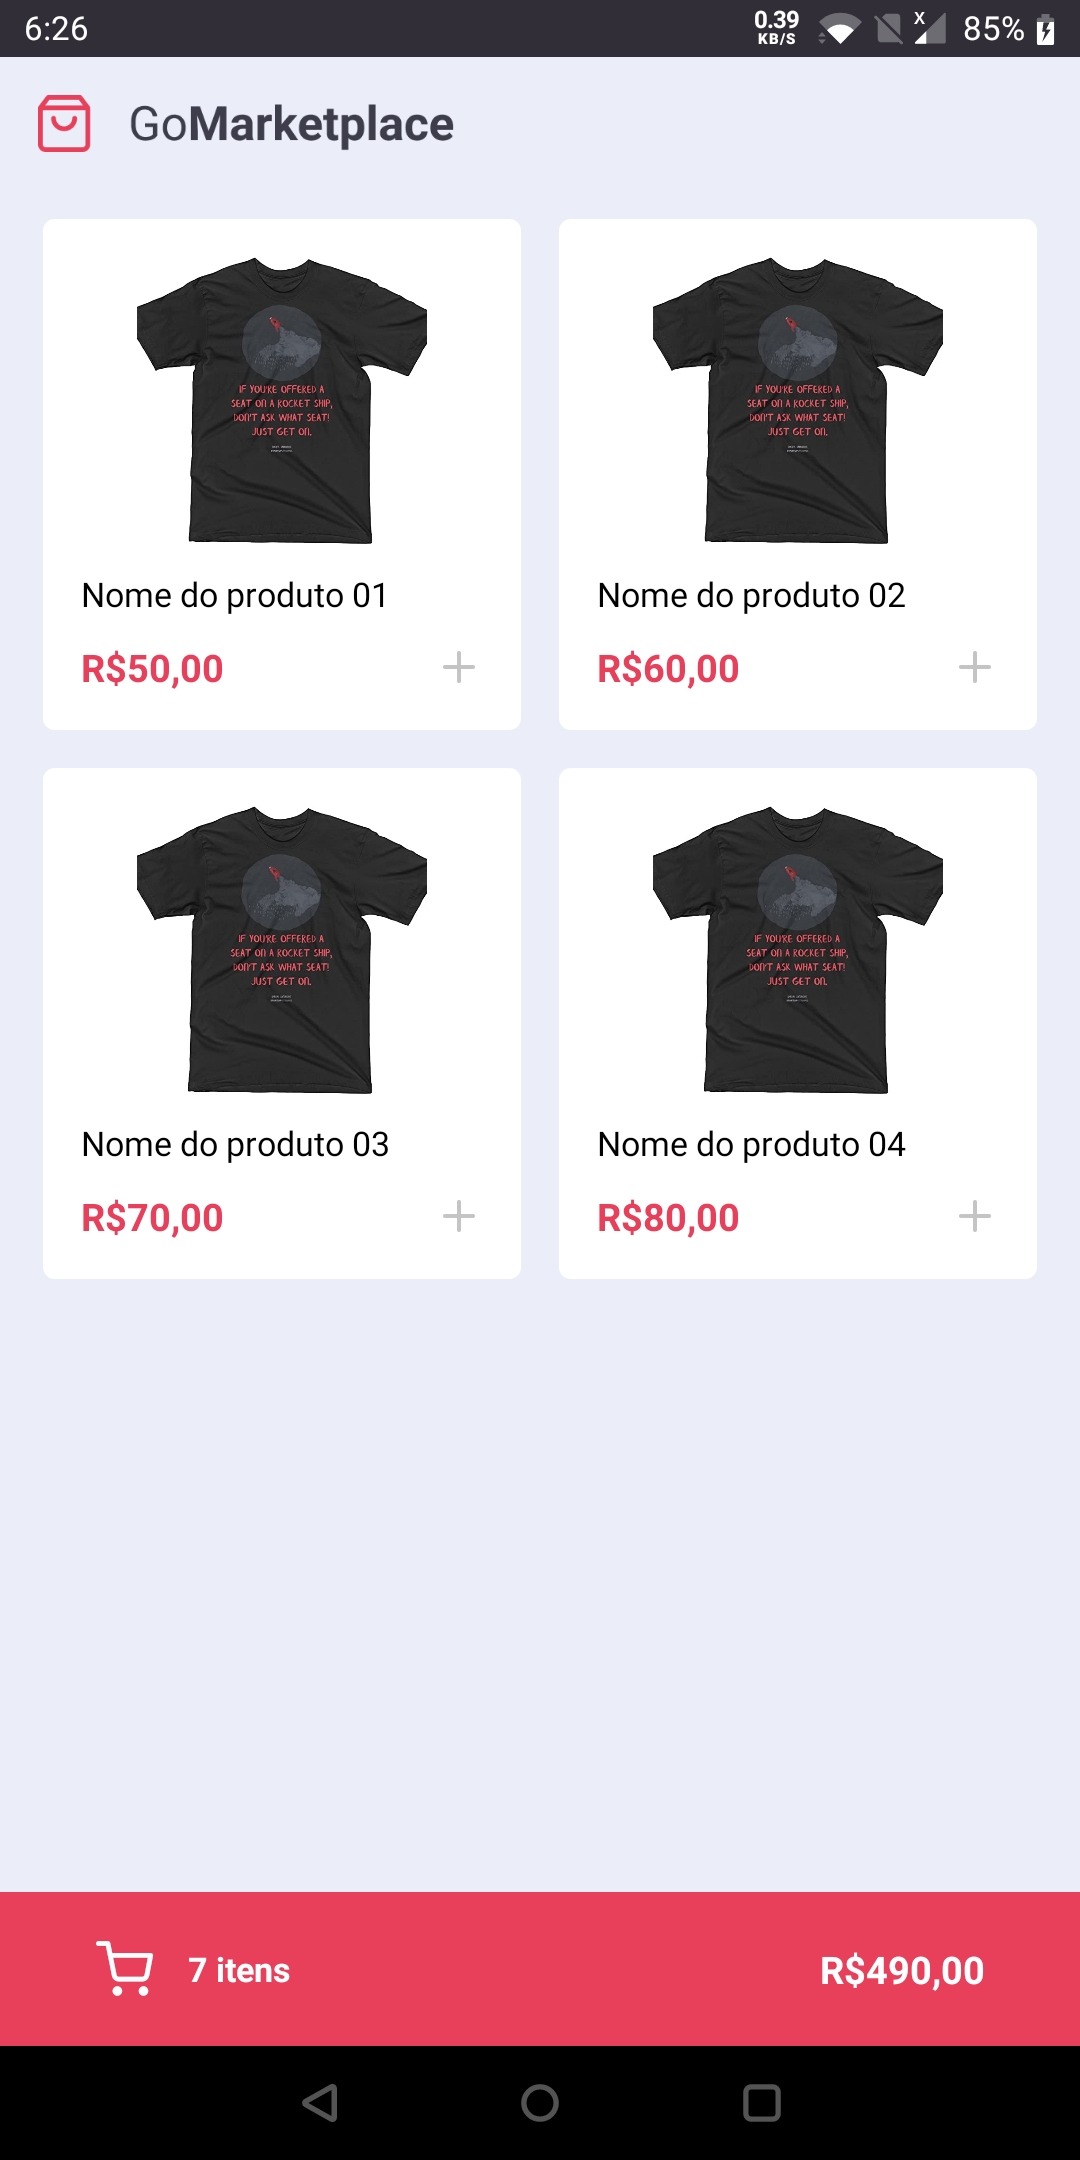 6:26
0.39
KB/S
X
85%
GoMarketplace
IF YOU'RE OFFERED A
SEAT ON A ROCKET SHIP,
DON'T ASK WHAT SEAT!
JUST GET ON.
IF YOU'RE OFFERED A
SEAT ON A ROCKET SHIP,
DON'T ASK WHAT SEAT!
JUST GET ON.
Nome do produto 01
Nome do produto 02
R$50,00
R$60,00
IF YOU'RE OFFERED A
SEAT ON A ROCKET SHIP,
DON'T ASK WHAT SEAT!
JUST GET ON.
IF YOU'RE OFFERED A
SEAT ON A ROCKET SHIP,
DON'T ASK WHAT SEAT!
JUST GET ON.
Nome do produto 03
Nome do produto 04
R$70,00
R$80,00
7 itens
R$490,00